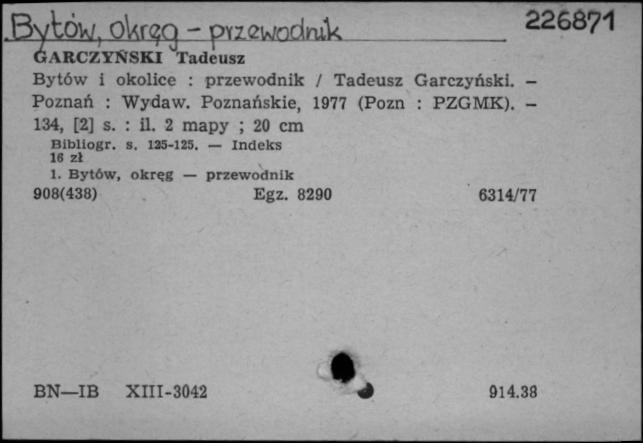 Bytów, okręg - przewodnik 226871
GARCZYŃSKI Tadeusz
Bytów i okolice : przewodnik / Tadeusz Garczyński. —
Poznań : Wydaw. Poznańskie, 1977 (Pozn : PZGMK). —
134, [2] s. : il. 2 mapy ; 20 cm
Bibliogr. s. 125-125. — Indeks
16 zł
1. Bytów, okręg — przewodnik
908(438) Egz. 8290 6314/77
BN—IB XIII-3042 914.38